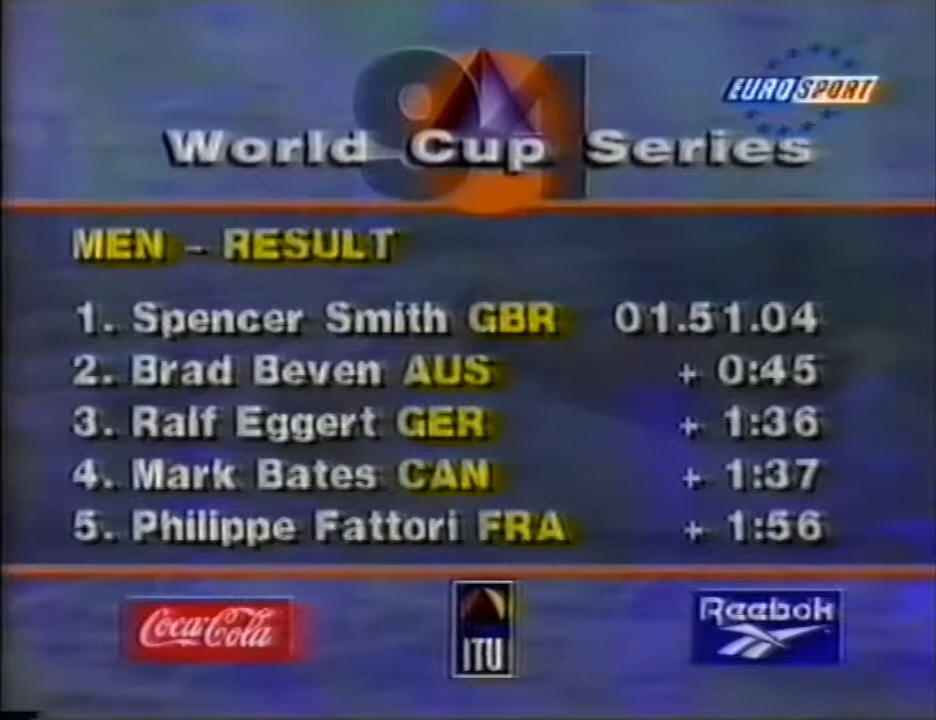 EUROSPORT
World Cup Series
MEN - RESULT
1. Spencer Smith GBR 01.51.04
2. Brad Beven AUS + 0:45
3. Ralf Eggert GER + 1:36
4. Mark Bates CAN + 1:37
5. Philippe Fattori FRA + 1:56
Coca-Cola
ITU
Reebok